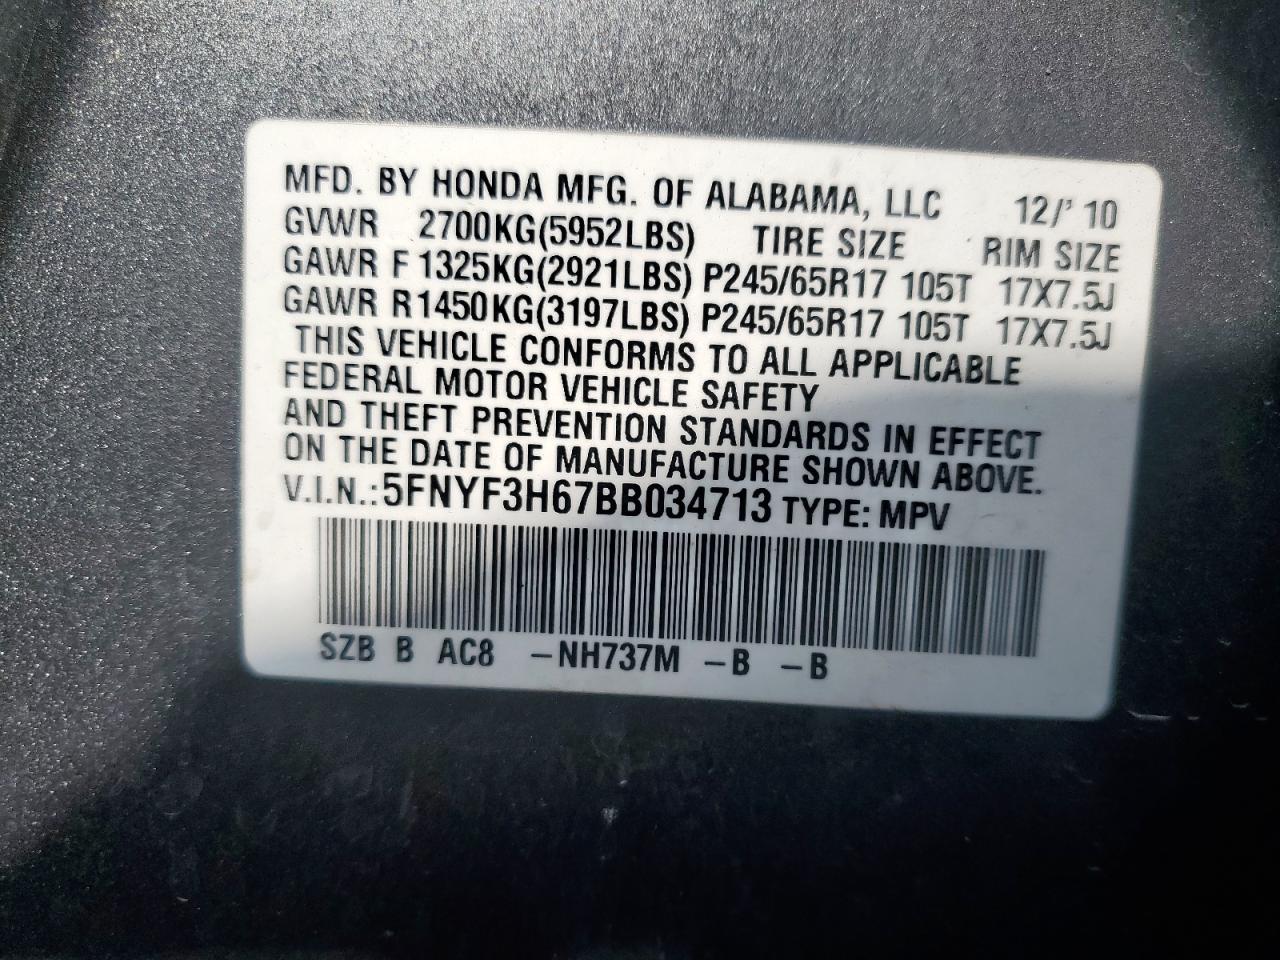 MFD. BY HONDA MFG. OF ALABAMA, LLC 12/' 10
GVWR 2700KG(5952LBS) TIRE SIZE RIM SIZE
GAWR F 1325KG(2921LBS) P245/65R17 105T 17X7.5J
GAWR R1450KG(3197LBS) P245/65R17 105T 17X7.5J
THIS VEHICLE CONFORMS TO ALL APPLICABLE
FEDERAL MOTOR VEHICLE SAFETY
AND THEFT PREVENTION STANDARDS IN EFFECT
ON THE DATE OF MANUFACTURE SHOWN ABOVE.
V.I.N.:5FNYF3H67BB034713 TYPE: MPV
SZB B AC8 –NH737M –B –B